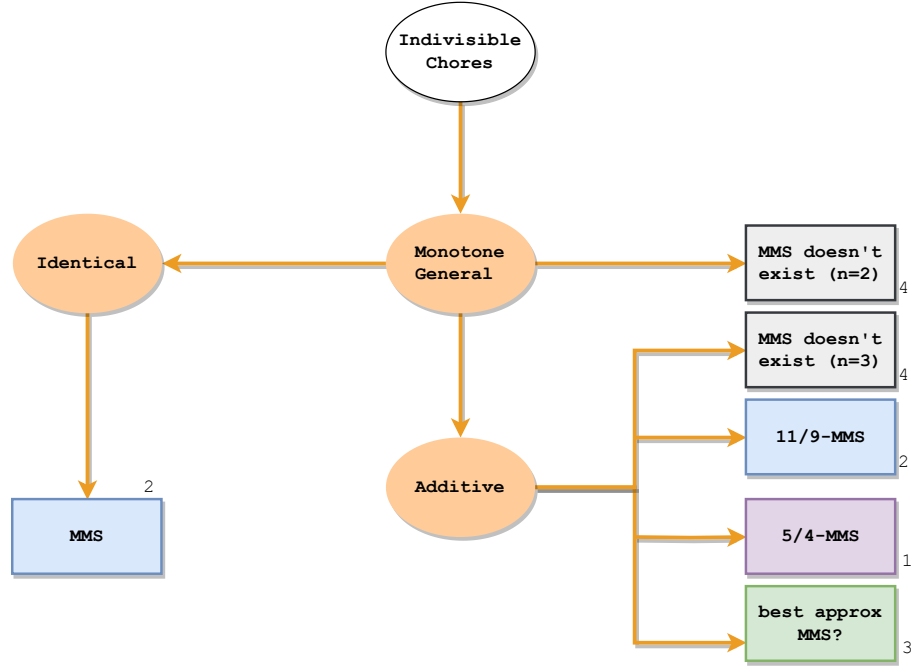 Indivisible
Chores
Identical
Monotone
General
MMS doesn't
exist (n=2)
4
MMS doesn't
exist (n=3)
4
11/9-MMS
2
Additive
2
MMS
5/4-MMS
1
best approx
MMS?
3